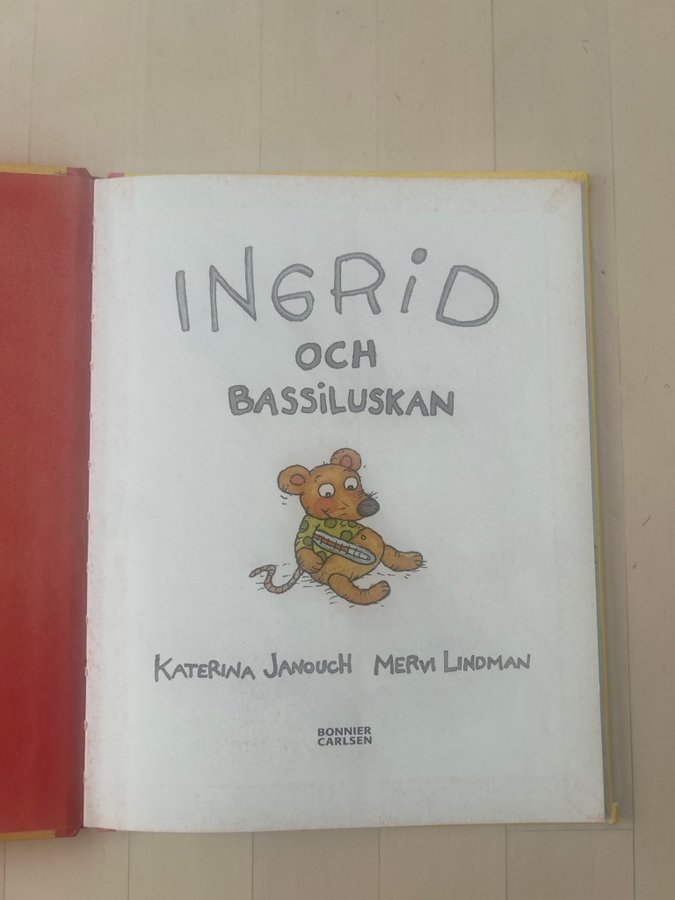 INGRiD
OCH
BASSiLUSKAN
KATERINA JANOUCH MERVI LINDMAN
BONNIER
CARLSEN